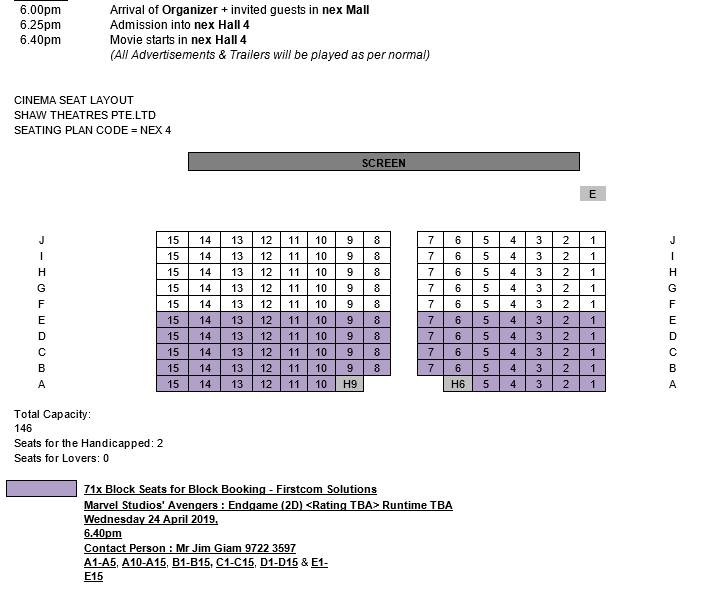 6.00pm Arrival of Organizer + invited guests in nex Mall
6.25pm Admission into nex Hall 4
6.40pm Movie starts in nex Hall 4
(All Advertisements & Trailers will be played as per normal)
CINEMA SEAT LAYOUT
SHAW THEATRES PTE.LTD
SEATING PLAN CODE = NEX 4
SCREEN
E
J 15 14 13 12 11 10 9 8 7 6 5 4 3 2 1 J
I 15 14 13 12 11 10 9 8 7 6 5 4 3 2 1 I
H 15 14 13 12 11 10 9 8 7 6 5 4 3 2 1 H
G 15 14 13 12 11 10 9 8 7 6 5 4 3 2 1 G
F 15 14 13 12 11 10 9 8 7 6 5 4 3 2 1 F
E 15 14 13 12 11 10 9 8 7 6 5 4 3 2 1 E
D 15 14 13 12 11 10 9 8 7 6 5 4 3 2 1 D
C 15 14 13 12 11 10 9 8 7 6 5 4 3 2 1 C
B 15 14 13 12 11 10 9 8 7 6 5 4 3 2 1 B
A 15 14 13 12 11 10 H9 H6 5 4 3 2 1 A
Total Capacity:
146
Seats for the Handicapped: 2
Seats for Lovers: 0
71x Block Seats for Block Booking - Firstcom Solutions
Marvel Studios' Avengers : Endgame (2D) <Rating TBA> Runtime TBA
Wednesday 24 April 2019,
6.40pm
Contact Person : Mr Jim Giam 9722 3597
A1-A5, A10-A15, B1-B15, C1-C15, D1-D15 & E1-
E15